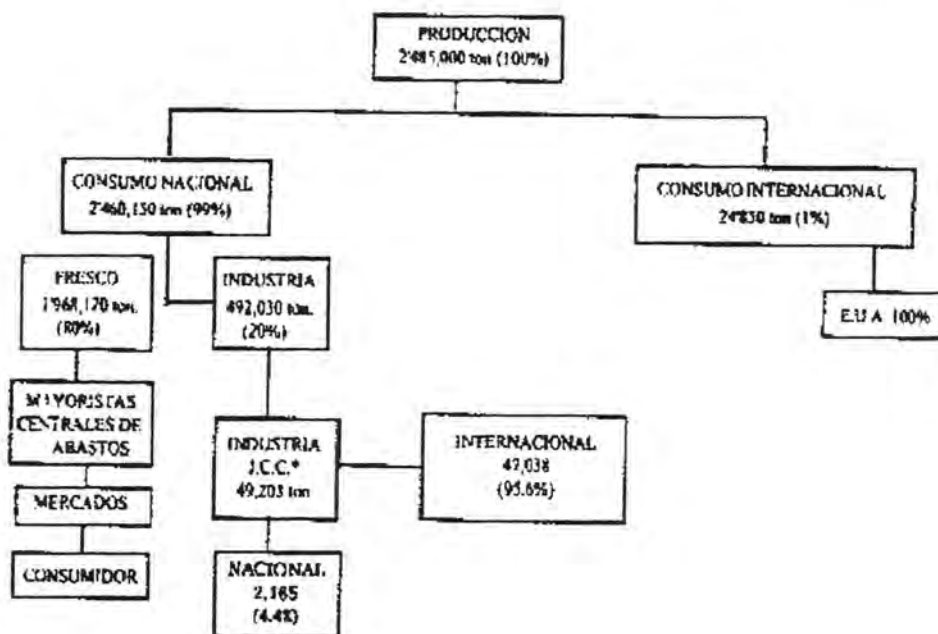 PRODUCCION
2'485,000 ton (100%)
CONSUMO NACIONAL
2'460,150 ton (99%)
CONSUMO INTERNACIONAL
24'850 ton (1%)
FRESCO
1'968,120 ton.
(80%)
INDUSTRIA
492,030 ton.
(20%)
E.U.A. 100%
MAYORISTAS
CENTRALES DE
ABASTOS
INDUSTRIA
J.C.C.*
49,203 ton
INTERNACIONAL
47,038
(95.6%)
MERCADOS
CONSUMIDOR
NACIONAL
2,165
(4.4%)